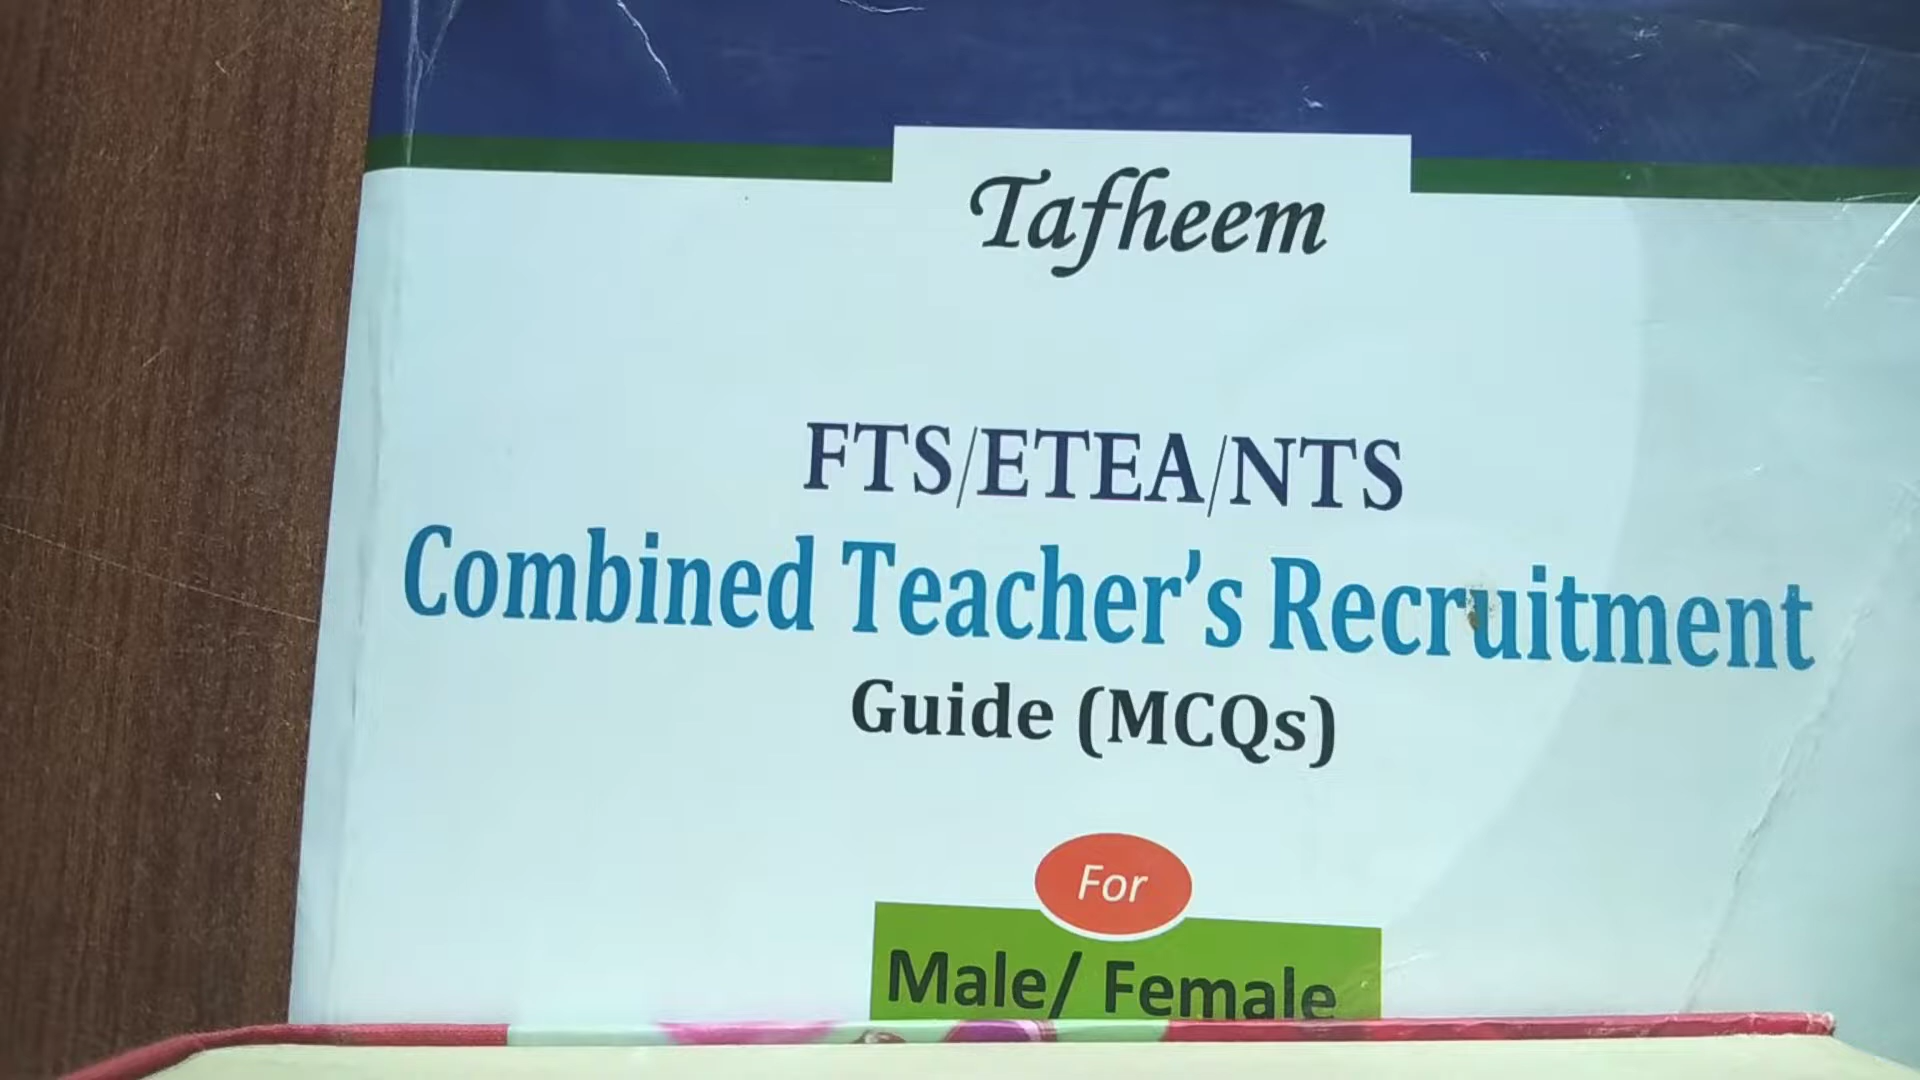 Tafheem
FTS/ETEA/NTS
Combined Teacher's Recruitment
Guide (MCQs)
For
Male/ Female